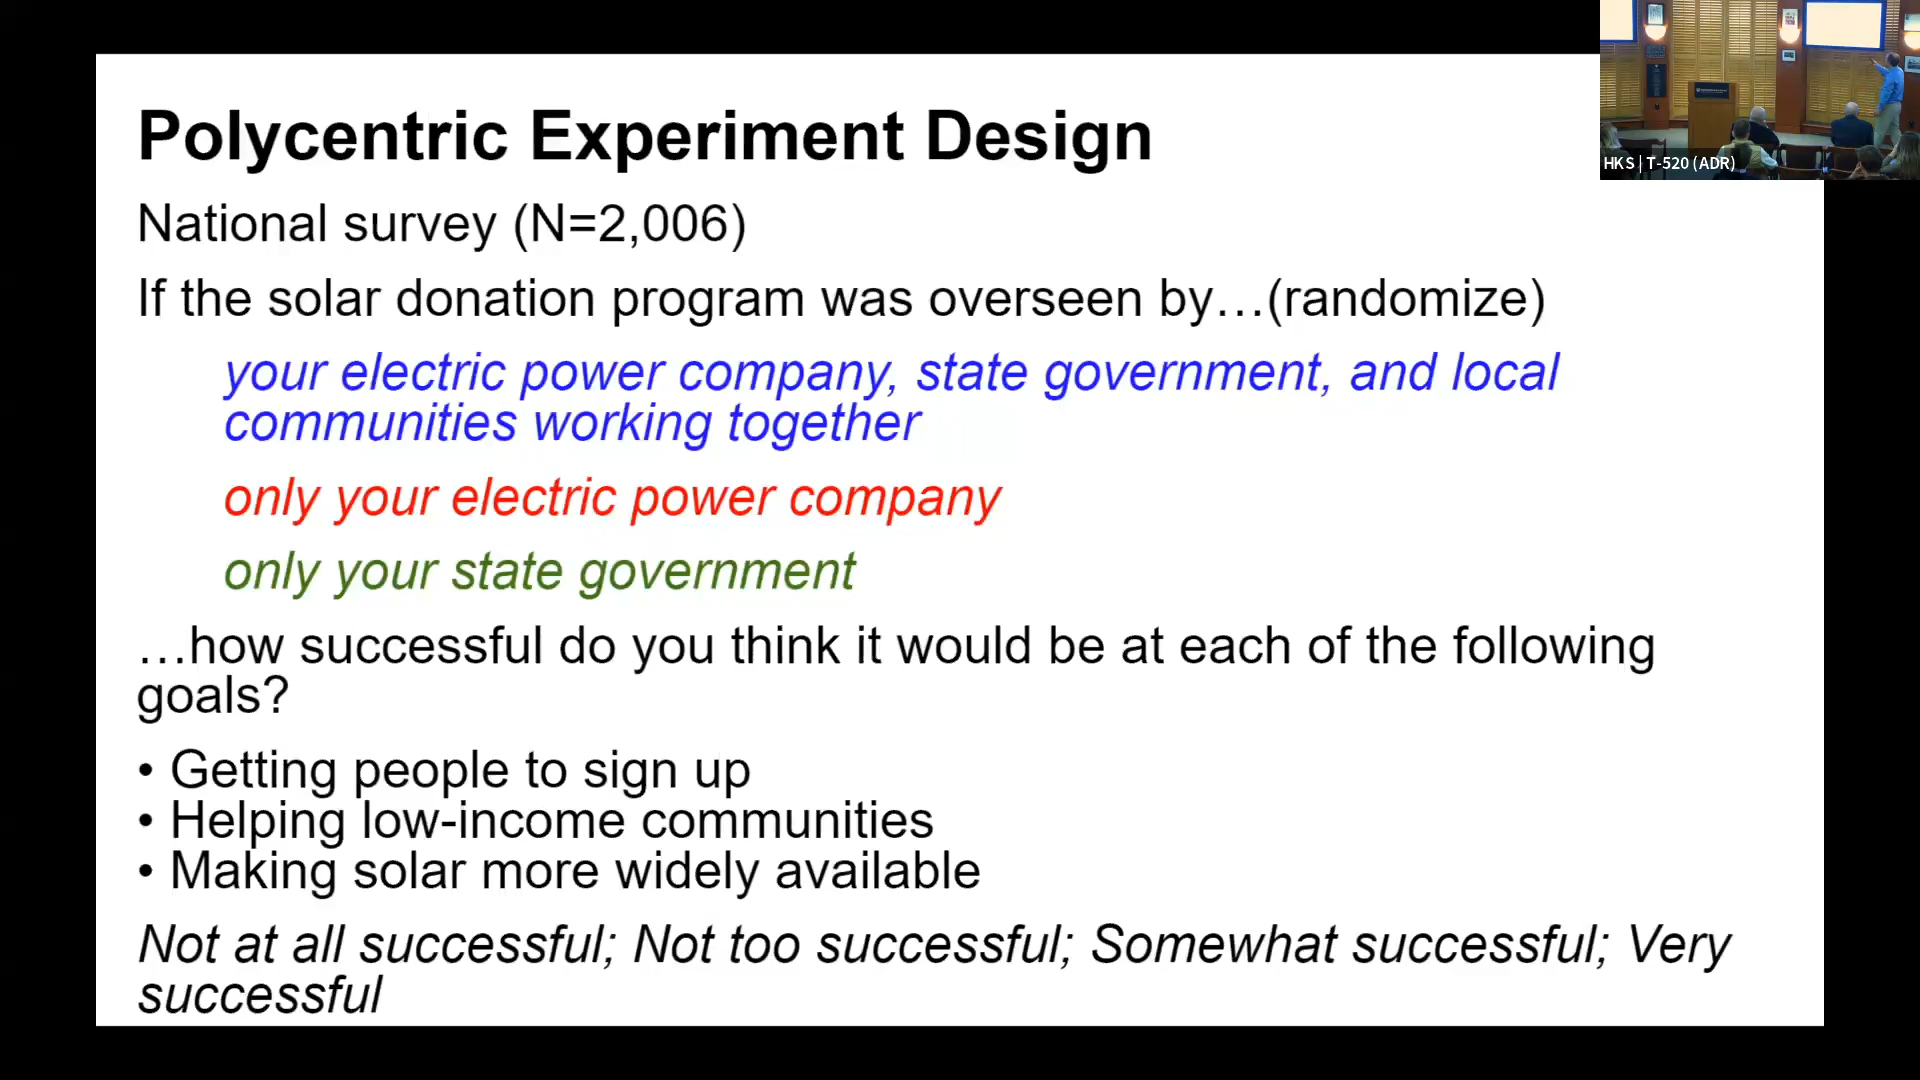 Polycentric Experiment Design
National survey (N=2,006)
If the solar donation program was overseen by…(randomize)
your electric power company, state government, and local
communities working together
only your electric power company
only your state government
…how successful do you think it would be at each of the following
goals?
• Getting people to sign up
• Helping low-income communities
• Making solar more widely available
Not at all successful; Not too successful; Somewhat successful; Very
successful
HKS | T-520 (ADR)